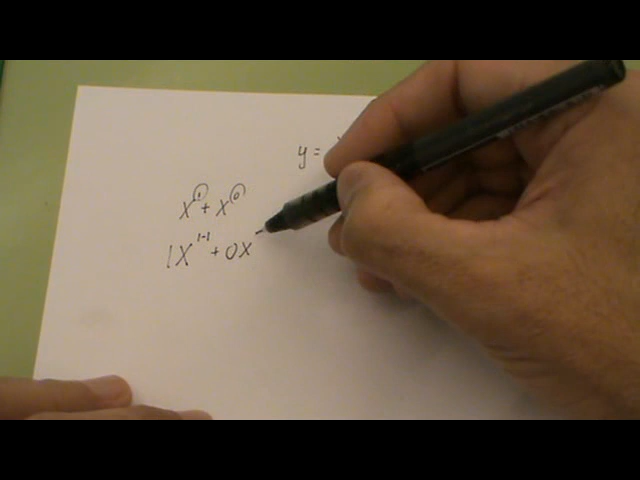 y =
x¹ + x⁰
1x¹⁻¹ + 0x